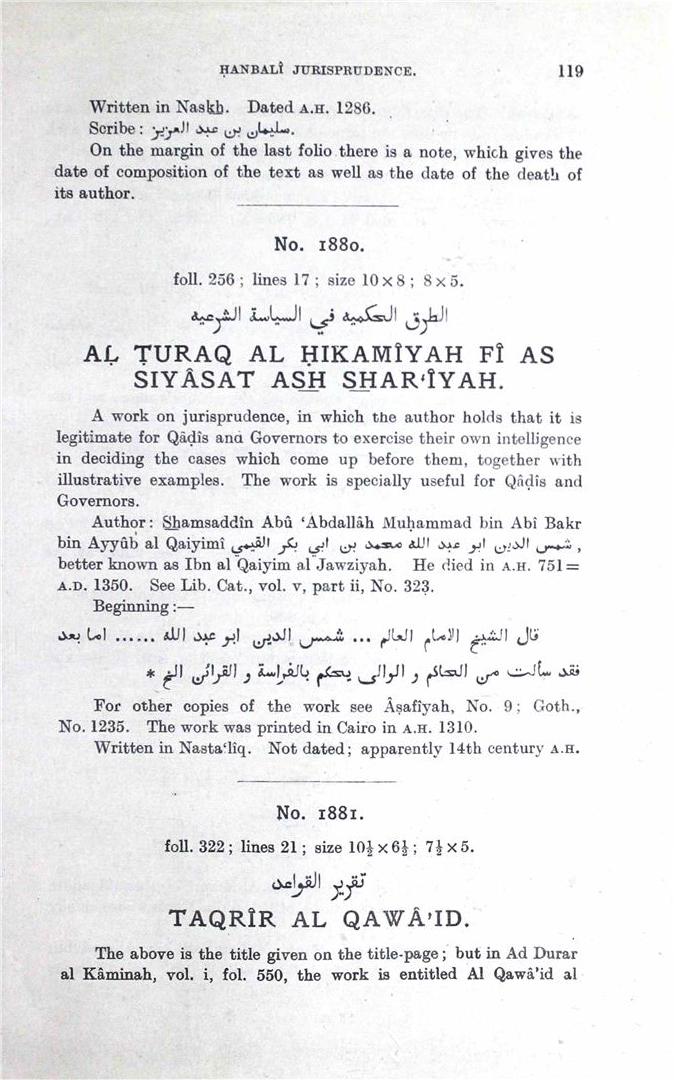 ḤANBALÎ JURISPRUDENCE. 119
Written in Nas͟kh. Dated A.H. 1286.
Scribe: سليمان بن عبد العزيز.
On the margin of the last folio there is a note, which gives the
date of composition of the text as well as the date of the death of
its author.
No. 1880.
foll. 256; lines 17; size 10 × 8; 8 × 5.
الطرق الحكميه في السياسة الشرعيه
AḶ ṬURAQ AL ḤIKAMÎYAH FÎ AS
SIYÂSAT AS͟H S͟HAR‘ÎYAH.
A work on jurisprudence, in which the author holds that it is
legitimate for Qâḍîs and Governors to exercise their own intelligence
in deciding the cases which come up before them, together with
illustrative examples. The work is specially useful for Qâḍîs and
Governors.
Author: S͟hamsaddîn Abû ‘Abdallâh Muḥammad bin Abî Bakr
bin Ayyûb al Qaiyimî شمس الدين ابو عبد الله محمد بن ابي بكر القيمي,
better known as Ibn al Qaiyim al Jawziyah. He died in A.H. 751 =
A.D. 1350. See Lib. Cat., vol. v, part ii, No. 323.
Beginning:—
قال الشيخ الامام العالم ... شمس الدين ابو عبد الله ...... اما بعد
فقد سألت من الحاكم و الوالى يحكم بالفراسة و القرائن الخ *
For other copies of the work see Âṣafîyah, No. 9; Goth.,
No. 1235. The work was printed in Cairo in A.H. 1310.
Written in Nasta‘lîq. Not dated; apparently 14th century A.H.
No. 1881.
foll. 322; lines 21; size 10½ × 6½; 7½ × 5.
تقرير القواعد
TAQRÎR AL QAWÂ’ID.
The above is the title given on the title-page; but in Ad Durar
al Kâminah, vol. i, fol. 550, the work is entitled Al Qawâ’id al